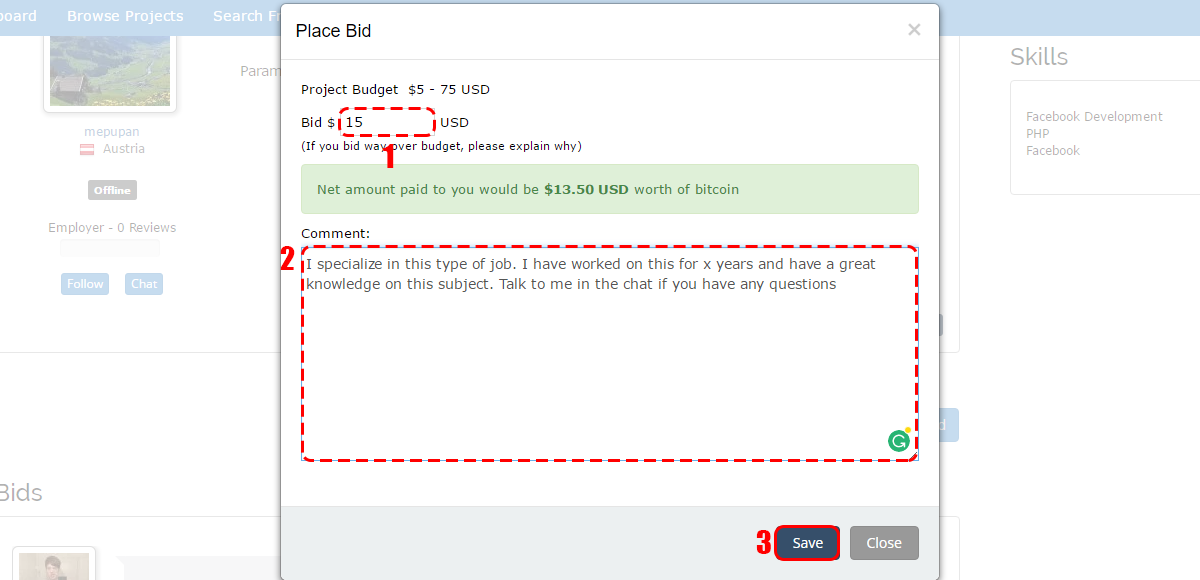 board Browse Projects Search Fr
Place Bid ×
Skills
Param
Project Budget $5 - 75 USD
Bid $ 15 USD
1
(If you bid way over budget, please explain why)
Net amount paid to you would be $13.50 USD worth of bitcoin
Comment:
2
I specialize in this type of job. I have worked on this for x years and have a great
knowledge on this subject. Talk to me in the chat if you have any questions
3 Save Close
mepupan
Austria
Offline
Employer - 0 Reviews
Follow Chat
Facebook Development
PHP
Facebook
Bids